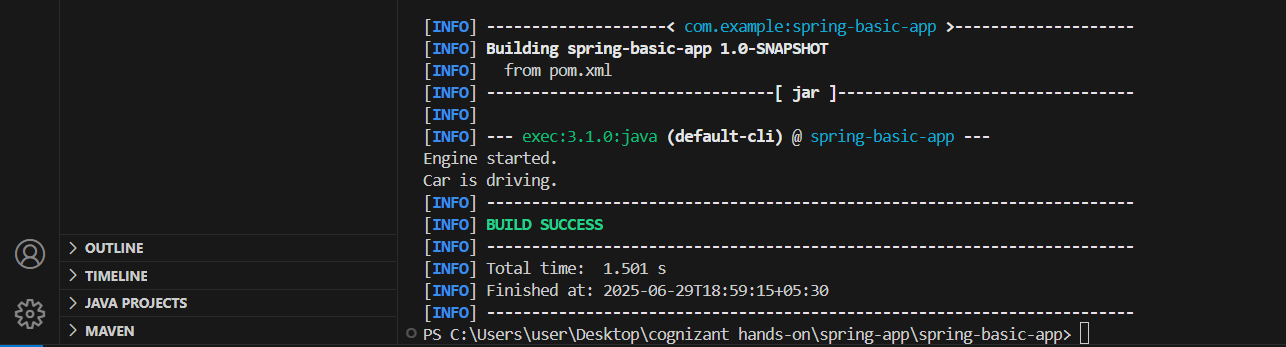 [INFO] --------------------< com.example:spring-basic-app >--------------------
[INFO] Building spring-basic-app 1.0-SNAPSHOT
[INFO]   from pom.xml
[INFO] --------------------------------[ jar ]---------------------------------
[INFO]
[INFO] --- exec:3.1.0:java (default-cli) @ spring-basic-app ---
Engine started.
Car is driving.
[INFO] ------------------------------------------------------------------------
[INFO] BUILD SUCCESS
[INFO] ------------------------------------------------------------------------
[INFO] Total time:  1.501 s
[INFO] Finished at: 2025-06-29T18:59:15+05:30
[INFO] ------------------------------------------------------------------------
PS C:\Users\user\Desktop\cognizant hands-on\spring-app\spring-basic-app>
OUTLINE
TIMELINE
JAVA PROJECTS
MAVEN